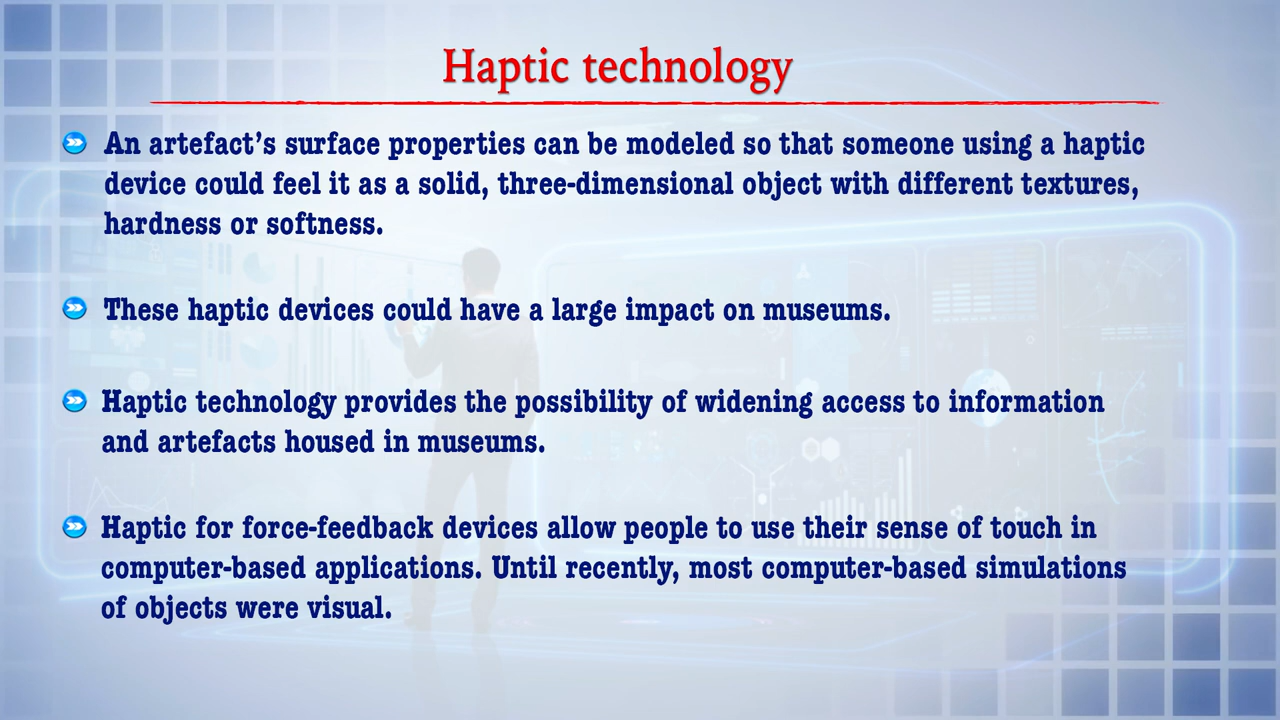 Haptic technology
An artefact's surface properties can be modeled so that someone using a haptic
device could feel it as a solid, three-dimensional object with different textures,
hardness or softness.
These haptic devices could have a large impact on museums.
Haptic technology provides the possibility of widening access to information
and artefacts housed in museums.
Haptic for force-feedback devices allow people to use their sense of touch in
computer-based applications. Until recently, most computer-based simulations
of objects were visual.